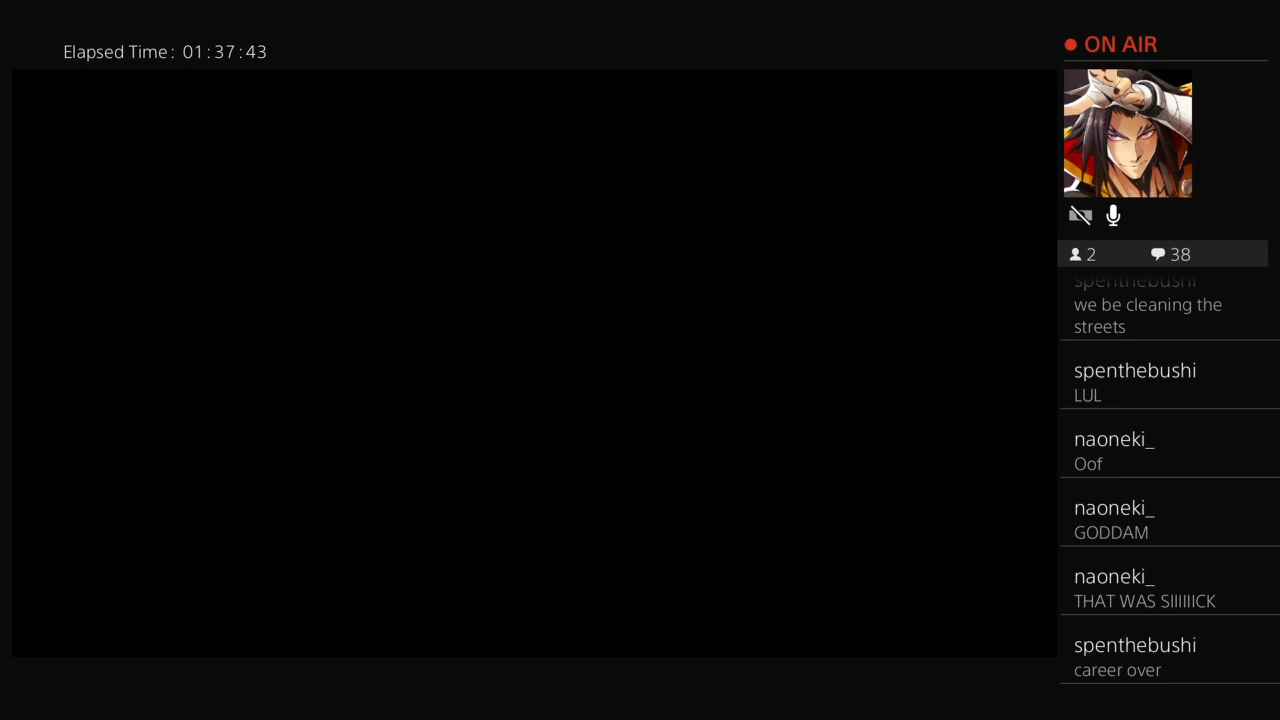 Elapsed Time: 01:37:43
ON AIR
2 38
spenthebushi
we be cleaning the
streets
spenthebushi
LUL
naoneki_
Oof
naoneki_
GODDAM
naoneki_
THAT WAS SIIIIIICK
spenthebushi
career over